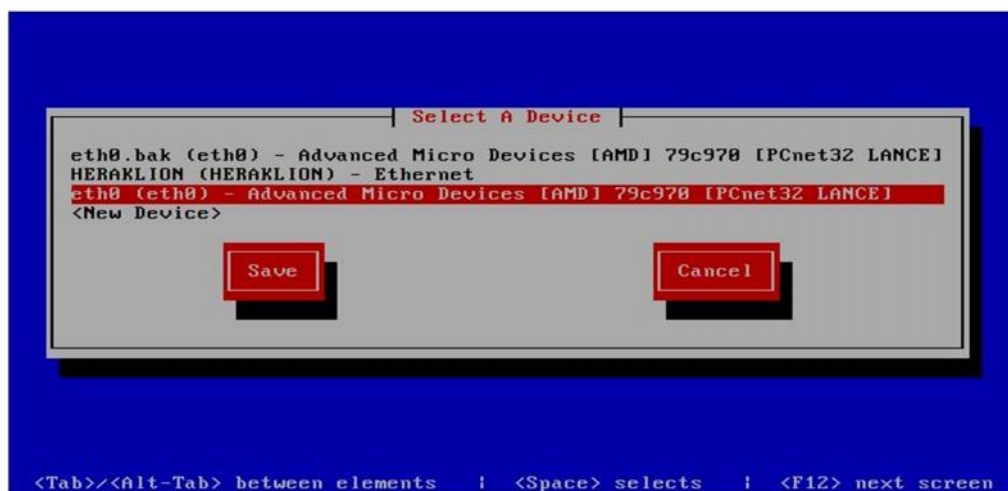 Select A Device
eth0.bak (eth0) - Advanced Micro Devices [AMD] 79c970 [PCnet32 LANCE]
HERAKLION (HERAKLION) - Ethernet
eth0 (eth0) - Advanced Micro Devices [AMD] 79c970 [PCnet32 LANCE]
<New Device>
Save Cancel
<Tab>/<Alt-Tab> between elements | <Space> selects | <F12> next screen